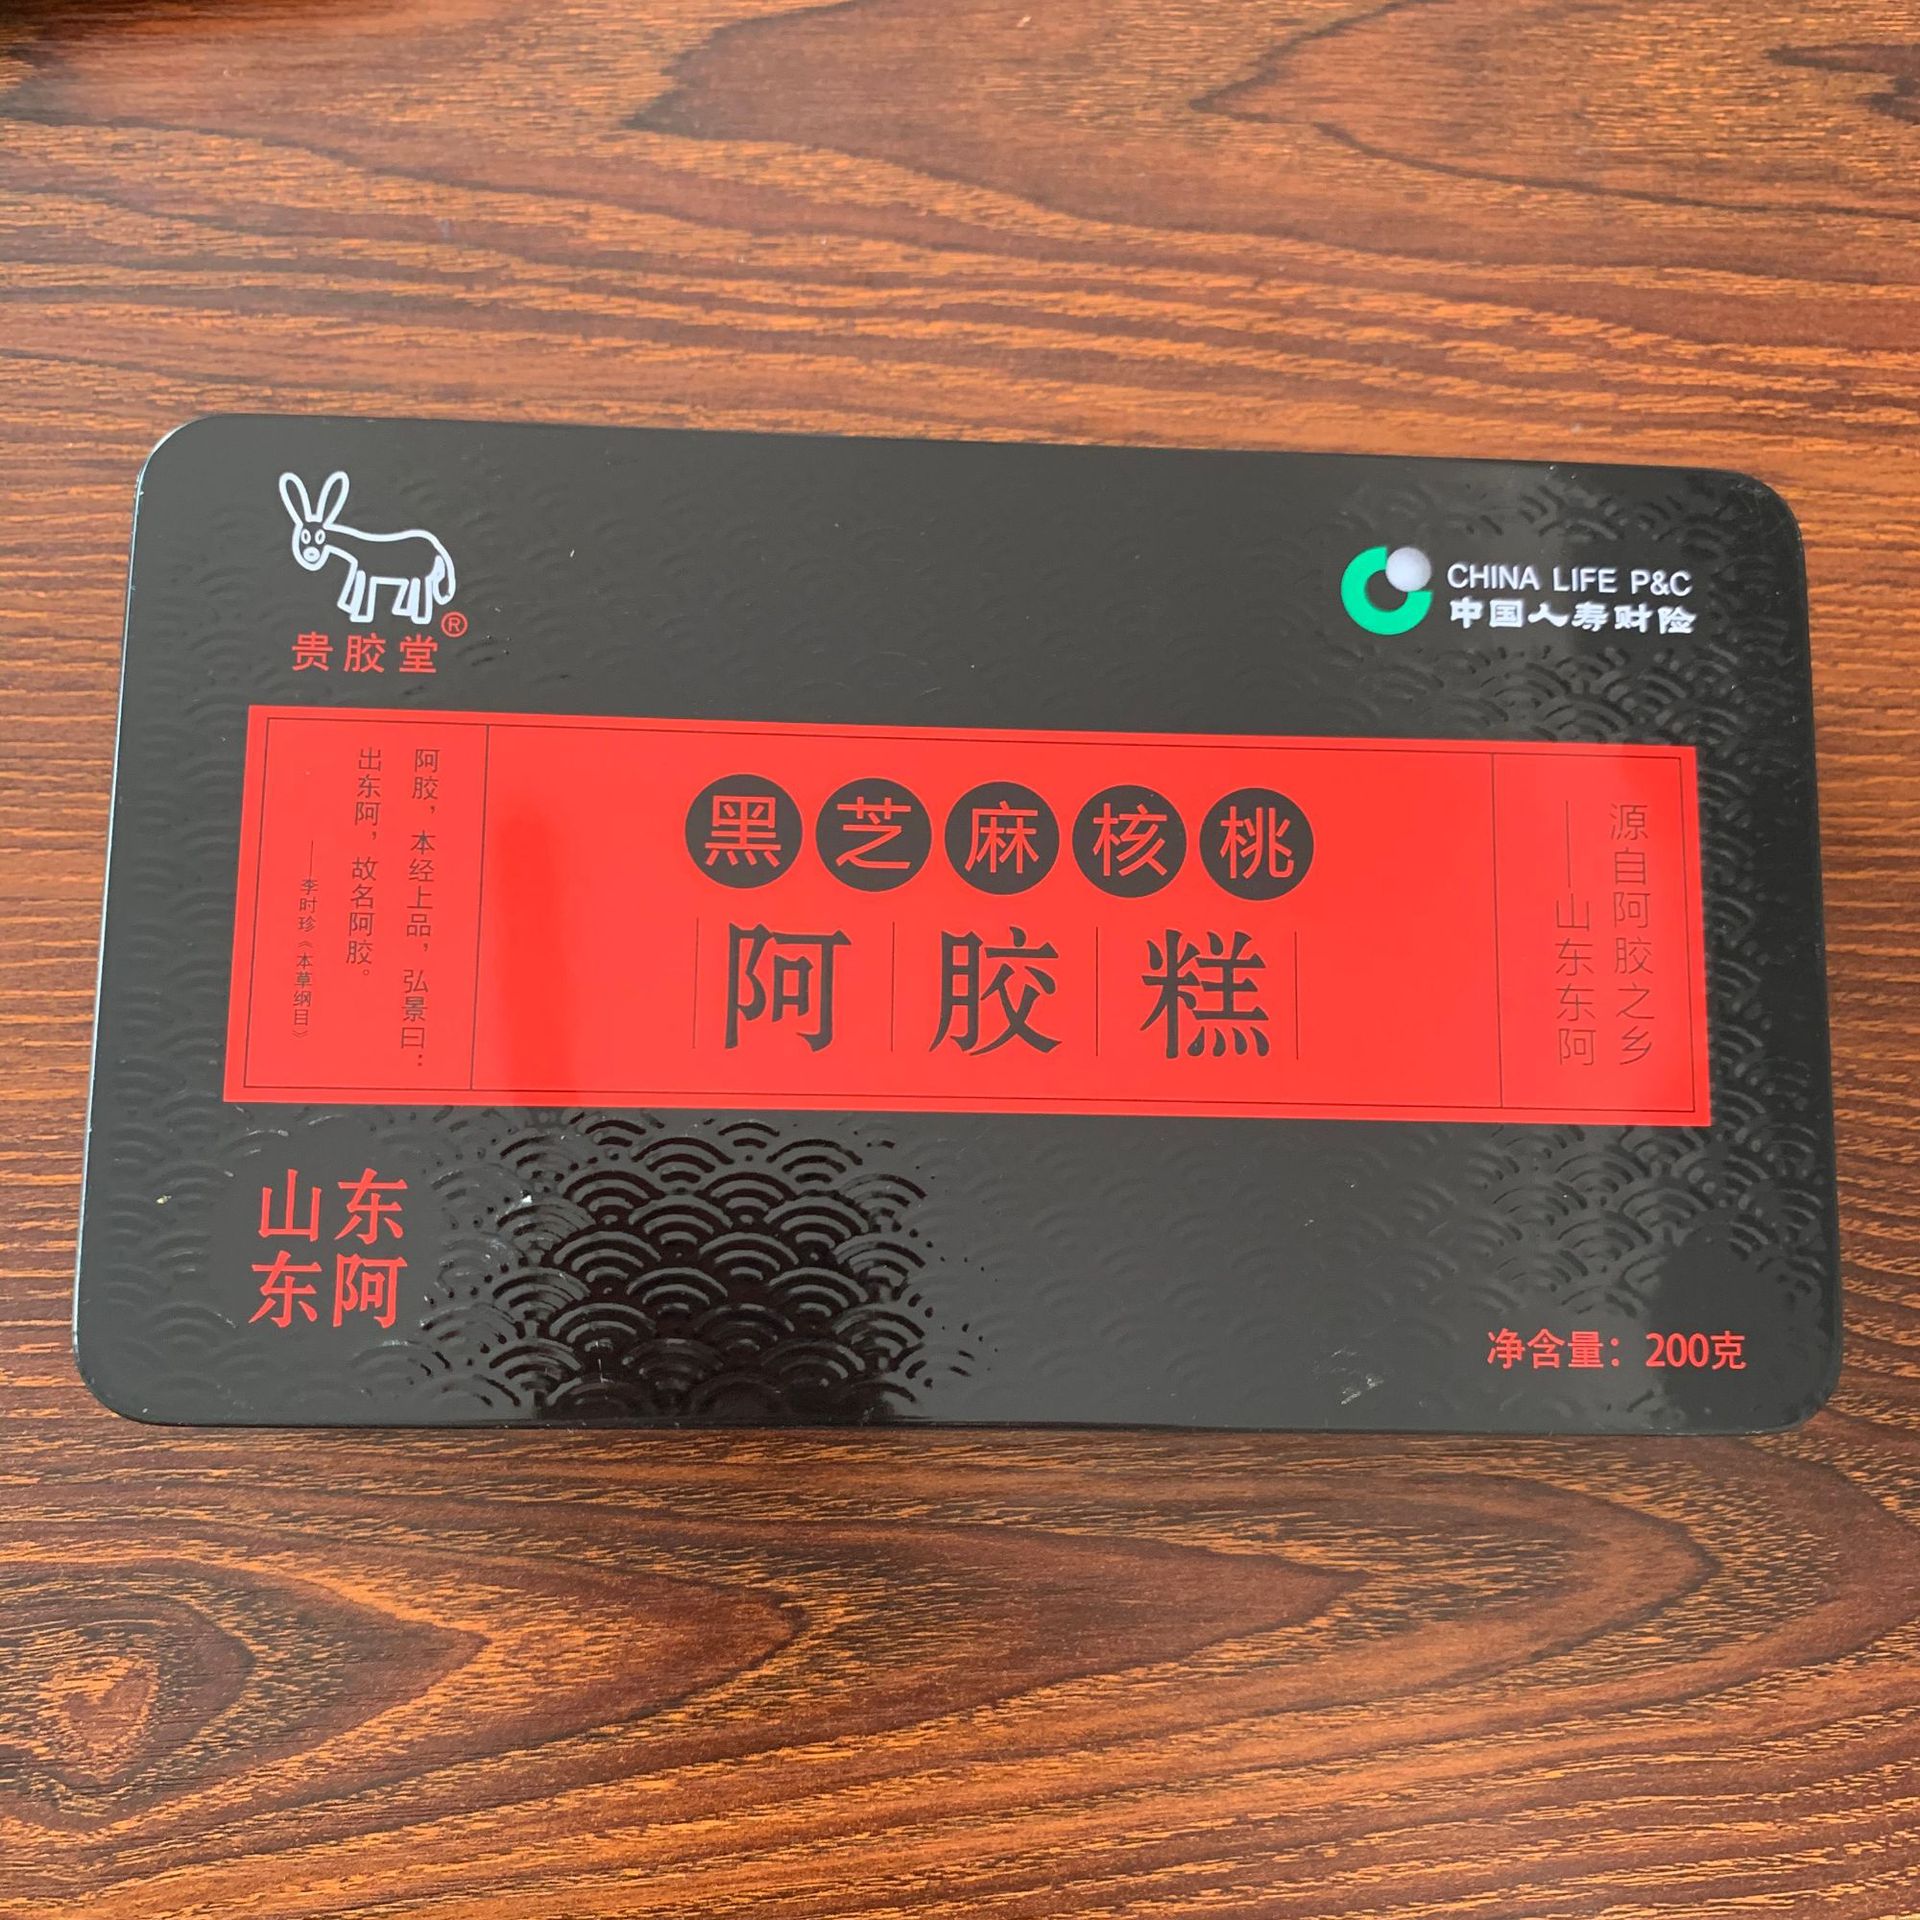 贵胶堂®
CHINA LIFE P&C
中国人寿财险
阿胶，本经上品，弘景曰：
出东阿，故名阿胶。
——李时珍《本草纲目》
黑芝麻核桃
阿胶糕
源自阿胶之乡
——山东东阿
山东
东阿
净含量：200克